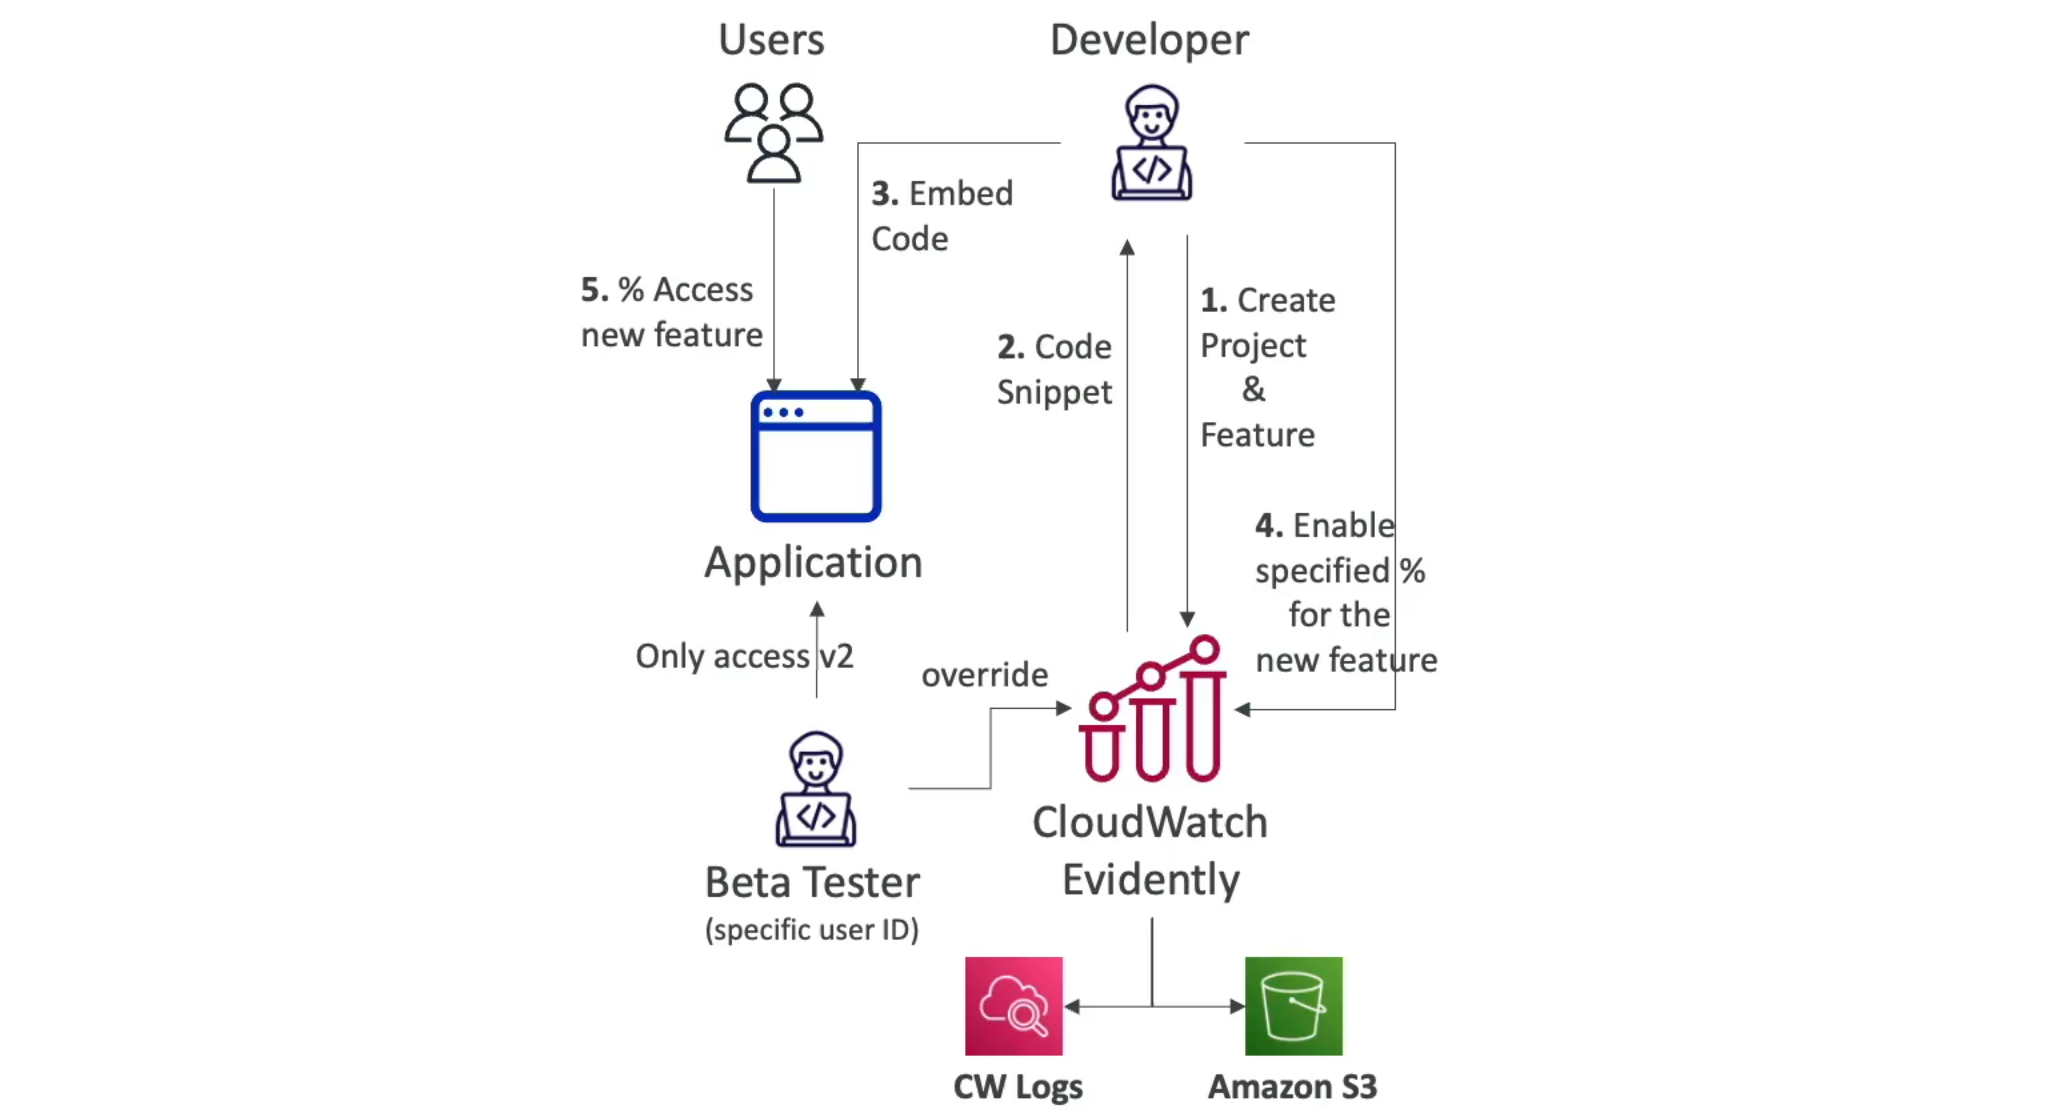 Users
Developer
3. Embed
Code
5. % Access
new feature
1. Create
Project
&
Feature
2. Code
Snippet
4. Enable
specified %
for the
new feature
Application
Only access v2
override
CloudWatch
Evidently
Beta Tester
(specific user ID)
CW Logs
Amazon S3